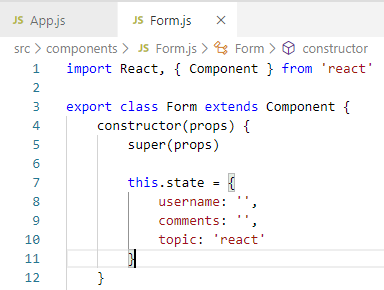 JS App.js JS Form.js ×
src > components > JS Form.js > Form > constructor
1 import React, { Component } from 'react'
2
3 export class Form extends Component {
4 constructor(props) {
5 super(props)
6
7 this.state = {
8 username: '',
9 comments: '',
10 topic: 'react'
11 }
12 }